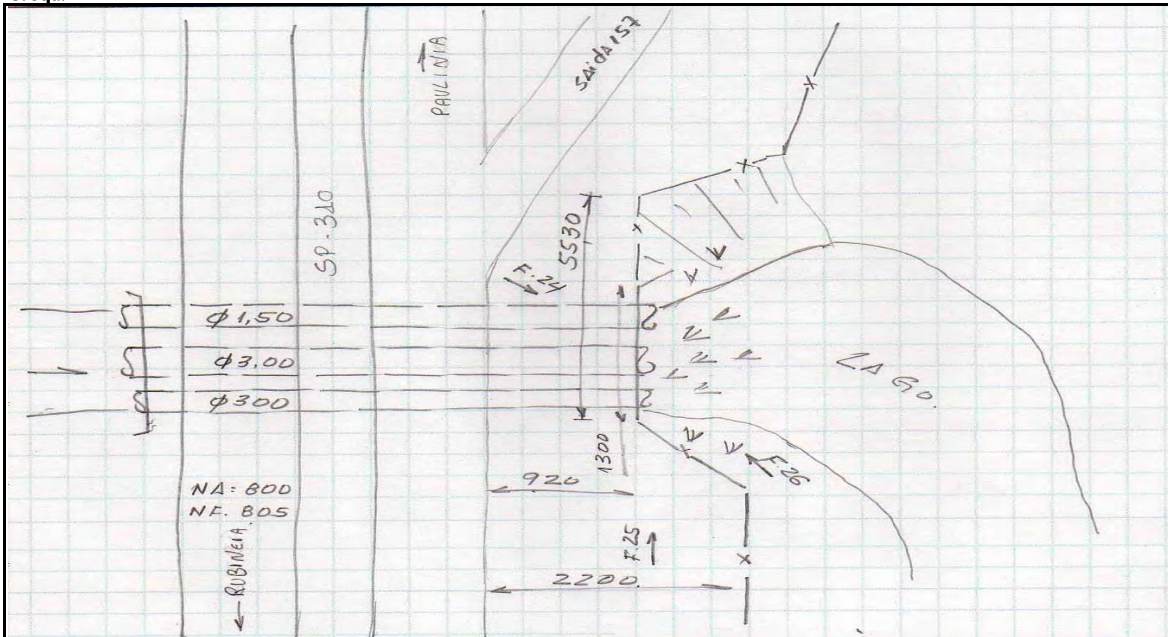 SAIDA 157
PAULINIA
SP-310
5530
F.24
φ1,50
φ3.00
φ300
LAGO.
1300
F.26
920
NA: 800
NF. 805
F.25
2200.
RUBINEIA